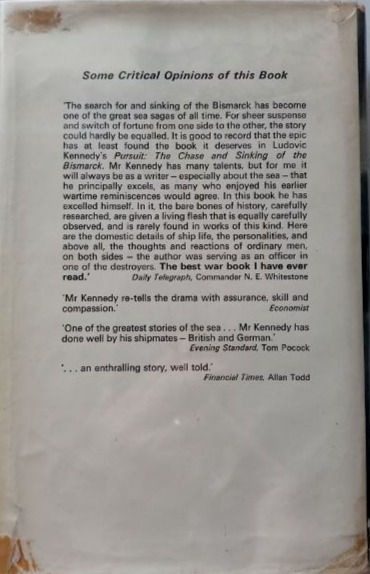 Some Critical Opinions of this Book
'The search for and sinking of the Bismarck has become
one of the great sea sagas of all time. For sheer suspense
and switch of fortune from one side to the other, the story
could hardly be equalled. It is good to record that the epic
has at least found the book it deserves in Ludovic
Kennedy's Pursuit: The Chase and Sinking of the
Bismarck. Mr Kennedy has many talents, but for me it
will always be as a writer – especially about the sea – that
he principally excels, as many who enjoyed his earlier
wartime reminiscences would agree. In this book he has
excelled himself. In it, the bare bones of history, carefully
researched, are given a living flesh that is equally carefully
observed, and is rarely found in works of this kind. Here
are the domestic details of ship life, the personalities, and
above all, the thoughts and reactions of ordinary men,
on both sides – the author was serving as an officer in
one of the destroyers. The best war book I have ever
read.' Daily Telegraph, Commander N. E. Whitestone
'Mr Kennedy re-tells the drama with assurance, skill and
compassion.' Economist
'One of the greatest stories of the sea . . . Mr Kennedy has
done well by his shipmates – British and German.'
Evening Standard, Tom Pocock
'. . . an enthralling story, well told.'
Financial Times, Allan Todd